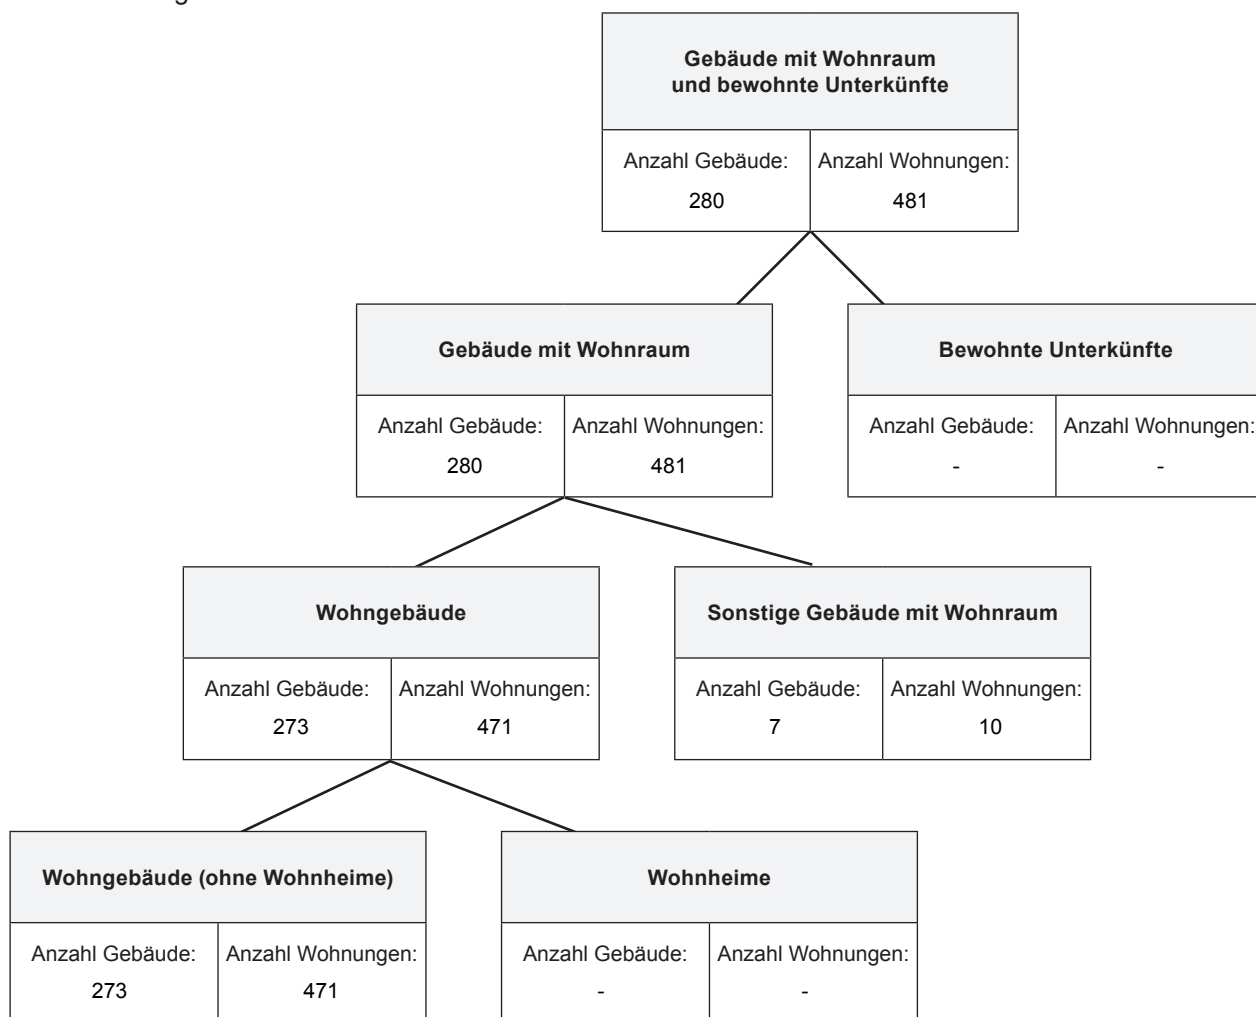 Gebäude mit Wohnraum
und bewohnte Unterkünfte
Anzahl Gebäude: Anzahl Wohnungen:
280 481
Gebäude mit Wohnraum
Anzahl Gebäude: Anzahl Wohnungen:
280 481
Bewohnte Unterkünfte
Anzahl Gebäude: Anzahl Wohnungen:
- -
Wohngebäude
Anzahl Gebäude: Anzahl Wohnungen:
273 471
Sonstige Gebäude mit Wohnraum
Anzahl Gebäude: Anzahl Wohnungen:
7 10
Wohngebäude (ohne Wohnheime)
Anzahl Gebäude: Anzahl Wohnungen:
273 471
Wohnheime
Anzahl Gebäude: Anzahl Wohnungen:
- -